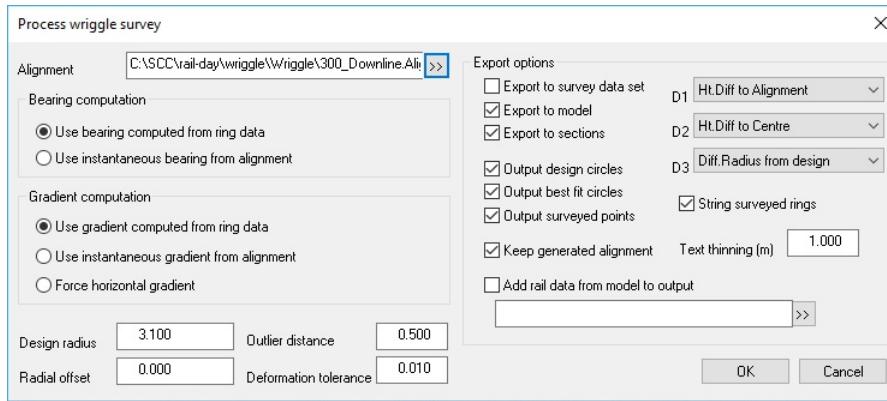 Process wriggle survey
Alignment
C:\SCC\rail-day\wriggle\Wriggle\300_Downline.Ali
>>
Bearing computation
Use bearing computed from ring data
Use instantaneous bearing from alignment
Gradient computation
Use gradient computed from ring data
Use instantaneous gradient from alignment
Force horizontal gradient
Design radius 3.100 Outlier distance 0.500
Radial offset 0.000 Deformation tolerance 0.010
Export options
Export to survey data set
Export to model
Export to sections
D1 Ht.Diff to Alignment
D2 Ht.Diff to Centre
D3 Diff.Radius from design
Output design circles
Output best fit circles
Output surveyed points
String surveyed rings
Keep generated alignment Text thinning (m) 1.000
Add rail data from model to output
>>
OK Cancel